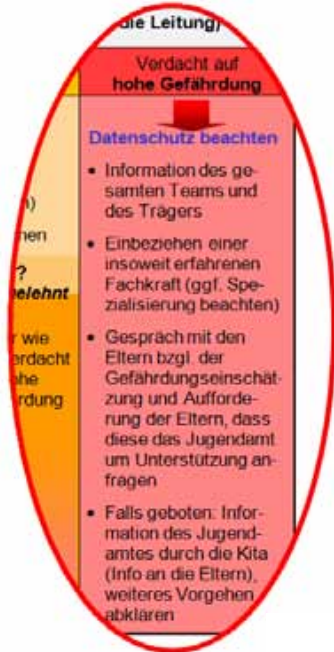 die Leitung)
Verdacht auf
hohe Gefährdung
Datenschutz beachten
• Information des ge-
samten Teams und
des Trägers
• Einbeziehen einer
insoweit erfahrenen
Fachkraft (ggf. Spe-
zialisierung beachten)
• Gespräch mit den
Eltern bzgl. der
Gefährdungseinschät-
zung und Aufforde-
rung der Eltern, dass
diese das Jugendamt
um Unterstützung an-
fragen
• Falls geboten: Infor-
mation des Jugend-
amtes durch die Kita
(Info an die Eltern),
weiteres Vorgehen
abklären
?
wie